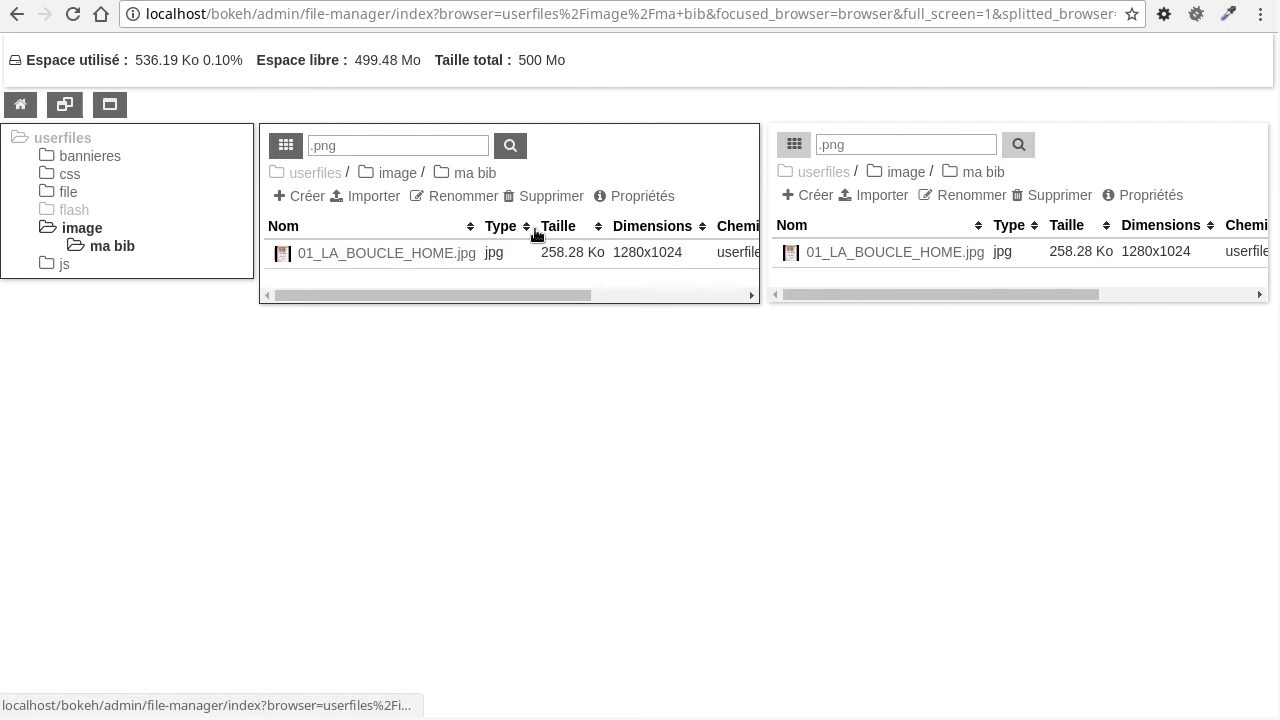 localhost/bokeh/admin/file-manager/index?browser=userfiles%2Fimage%2Fma+bib&focused_browser=browser&full_screen=1&splitted_browser=
Espace utilisé : 536.19 Ko 0.10% Espace libre : 499.48 Mo Taille total : 500 Mo
userfiles
bannieres
css
file
flash
image
ma bib
js
.png
userfiles / image / ma bib
Créer Importer Renommer Supprimer Propriétés
Nom Type Taille Dimensions Chemi
01_LA_BOUCLE_HOME.jpg jpg 258.28 Ko 1280x1024 userfile
.png
userfiles / image / ma bib
Créer Importer Renommer Supprimer Propriétés
Nom Type Taille Dimensions Chemi
01_LA_BOUCLE_HOME.jpg jpg 258.28 Ko 1280x1024 userfile
localhost/bokeh/admin/file-manager/index?browser=userfiles%2Fi...